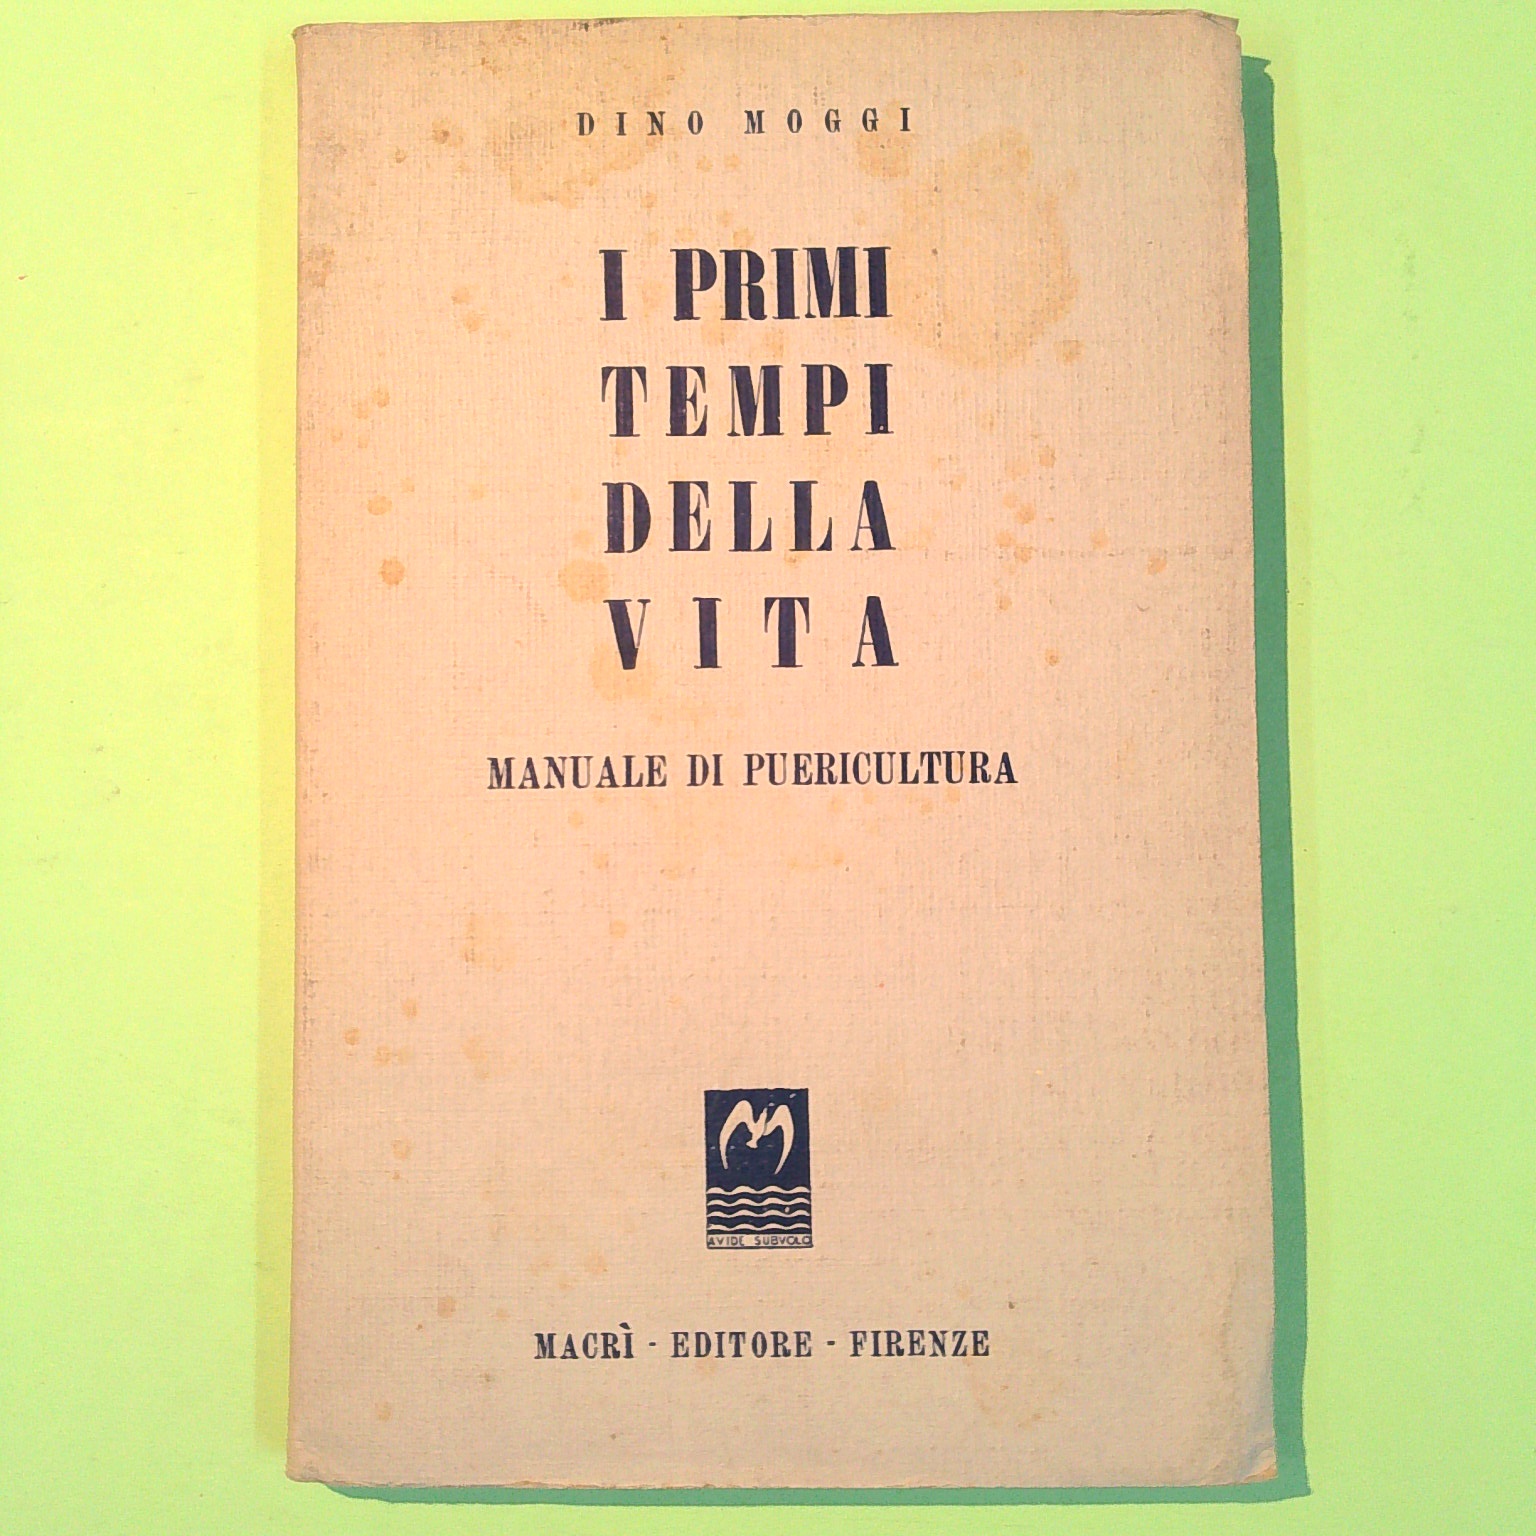 DINO MOGGI
I PRIMI
TEMPI
DELLA
VITA
MANUALE DI PUERICULTURA
AVIDE SUBVOLO
MACRÌ - EDITORE - FIRENZE